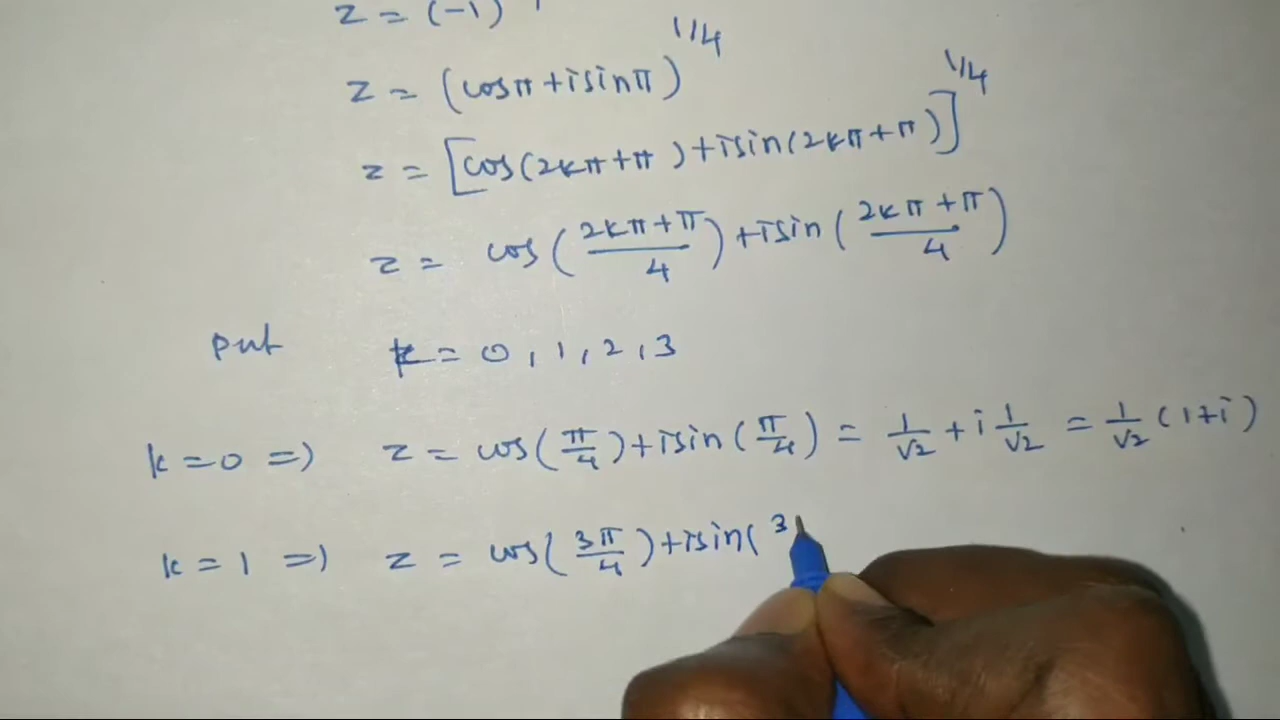 z = (-1)
z = (cosπ + isinπ)^1/4
z = [cos(2kπ+π) + isin(2kπ+π)]^1/4
z = cos(2kπ+π/4) + isin(2kπ+π/4)
put k = 0, 1, 2, 3
k = 0 => z = cos(π/4) + isin(π/4) = 1/√2 + i 1/√2 = 1/√2 (1+i)
k = 1 => z = cos(3π/4) + isin(3